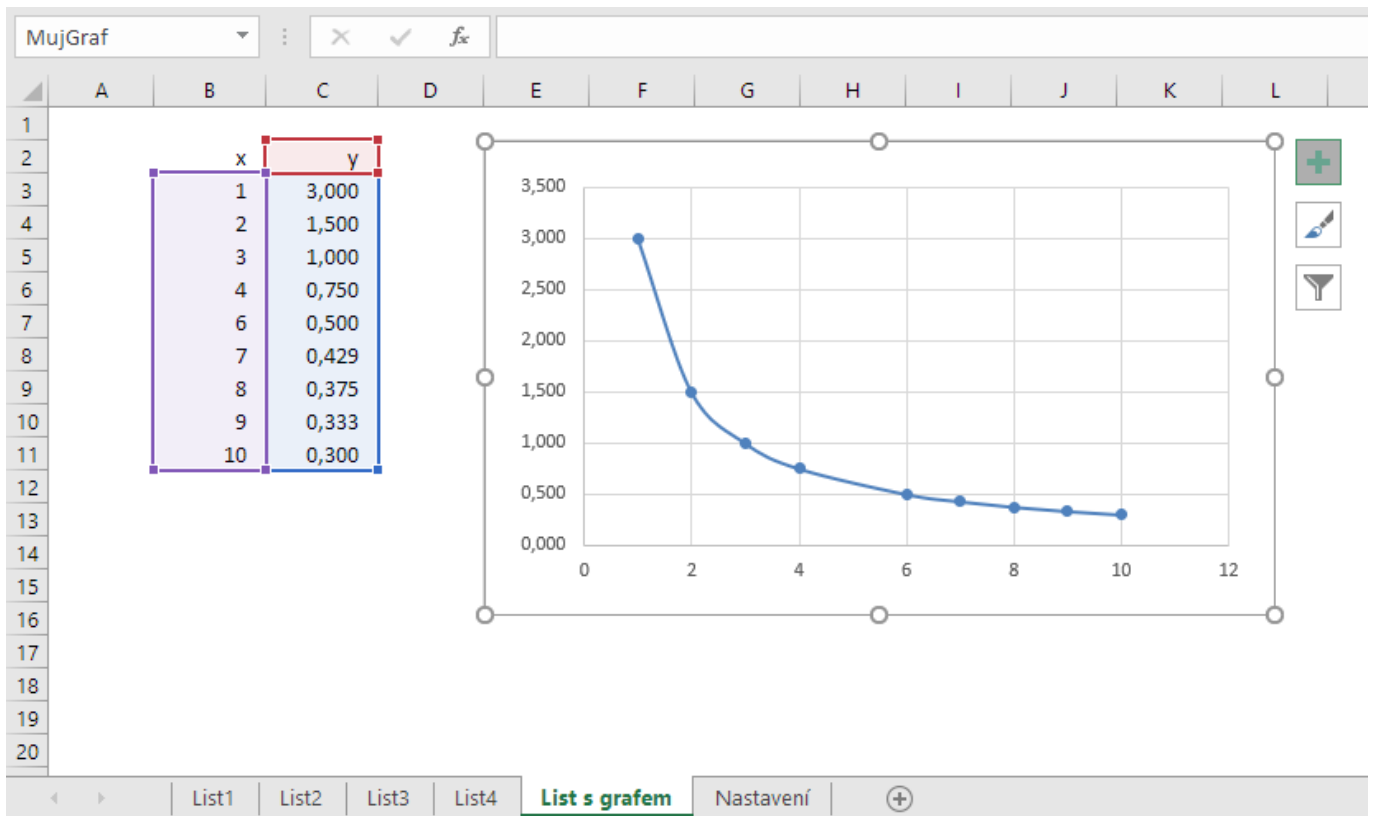 MujGraf fx
A B C D E F G H I J K L
1
2 x y
3 1 3,000
4 2 1,500
5 3 1,000
6 4 0,750
7 6 0,500
8 7 0,429
9 8 0,375
10 9 0,333
11 10 0,300
12
13
14
15
16
17
18
19
20
3,500
3,000
2,500
2,000
1,500
1,000
0,500
0,000
0 2 4 6 8 10 12
List1 List2 List3 List4 List s grafem Nastavení